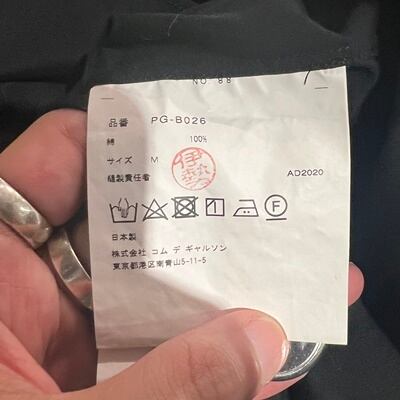 NO 88
品番 PG-B026
綿 100%
サイズ M
縫製責任者
AD2020
F
日本製
株式会社 コム デ ギャルソン
東京都港区南青山5-11-5